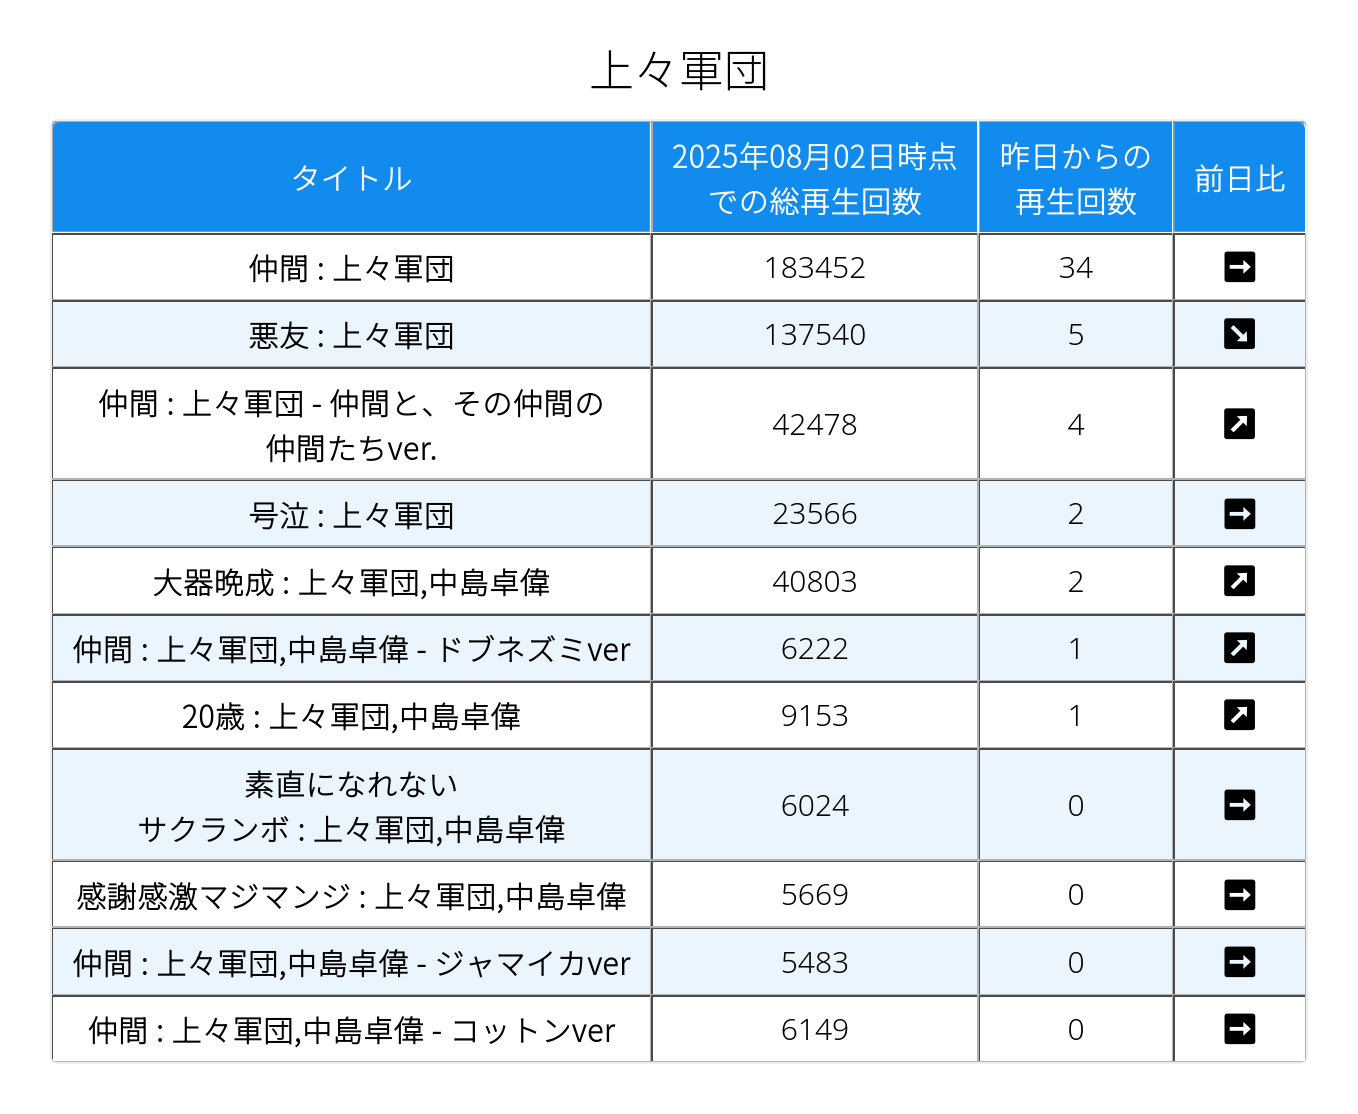 上々軍団
タイトル
2025年08月02日時点
での総再生回数
昨日からの
再生回数
前日比
仲間 : 上々軍団
183452
34
悪友 : 上々軍団
137540
5
仲間 : 上々軍団 - 仲間と、その仲間の
仲間たちver.
42478
4
号泣 : 上々軍団
23566
2
大器晩成 : 上々軍団,中島卓偉
40803
2
仲間 : 上々軍団,中島卓偉 - ドブネズミver
6222
1
20歳 : 上々軍団,中島卓偉
9153
1
素直になれない
サクランボ : 上々軍団,中島卓偉
6024
0
感謝感激マジマンジ : 上々軍団,中島卓偉
5669
0
仲間 : 上々軍団,中島卓偉 - ジャマイカver
5483
0
仲間 : 上々軍団,中島卓偉 - コットンver
6149
0